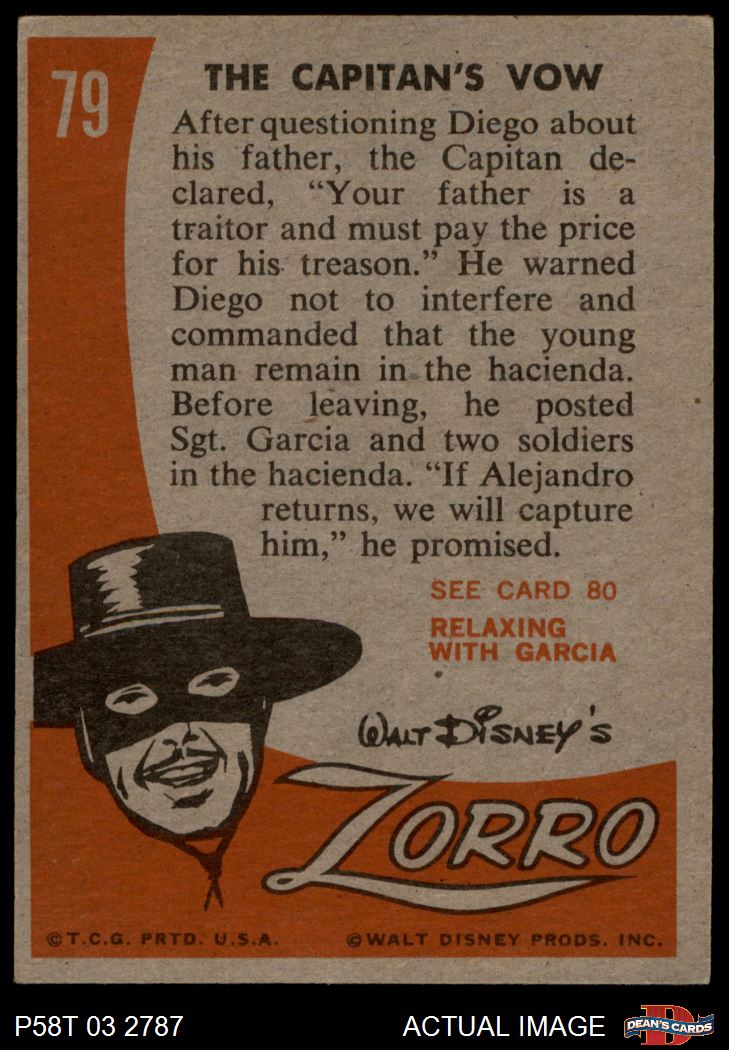 79
THE CAPITAN'S VOW
After questioning Diego about
his father, the Capitan de-
clared, “Your father is a
traitor and must pay the price
for his treason.” He warned
Diego not to interfere and
commanded that the young
man remain in the hacienda.
Before leaving, he posted
Sgt. Garcia and two soldiers
in the hacienda. “If Alejandro
returns, we will capture
him,” he promised.
SEE CARD 80
RELAXING
WITH GARCIA
WALT DISNEY'S
ZORRO
©T.C.G. PRTD. U.S.A. ©WALT DISNEY PRODS. INC.
P58T 03 2787 ACTUAL IMAGE D DEAN'S CARDS